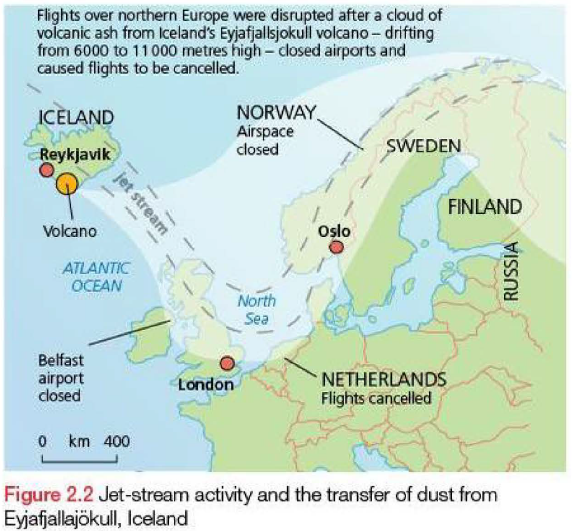 Flights over northern Europe were disrupted after a cloud of
volcanic ash from Iceland's Eyjafjallsjokull volcano – drifting
from 6000 to 11 000 metres high – closed airports and
caused flights to be cancelled.
ICELAND
Reykjavik
Volcano
jet stream
NORWAY
Airspace
closed
SWEDEN
FINLAND
Oslo
RUSSIA
ATLANTIC
OCEAN
North
Sea
Belfast
airport
closed
London
NETHERLANDS
Flights cancelled
0 km 400
Figure 2.2 Jet-stream activity and the transfer of dust from
Eyjafjallajökull, Iceland